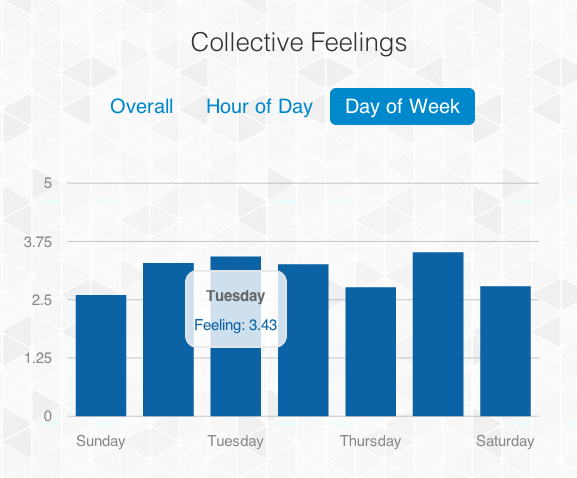 Collective Feelings
Overall Hour of Day Day of Week
5
3.75
2.5
1.25
0
Tuesday
Feeling: 3.43
Sunday Tuesday Thursday Saturday